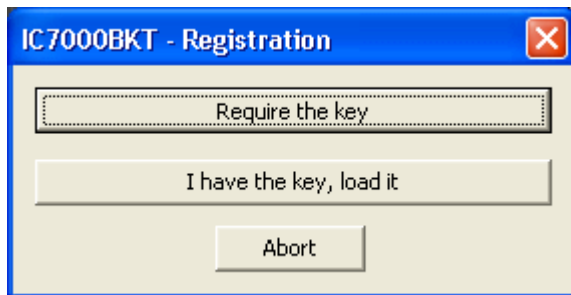 IC7000BKT - Registration
Require the key
I have the key, load it
Abort